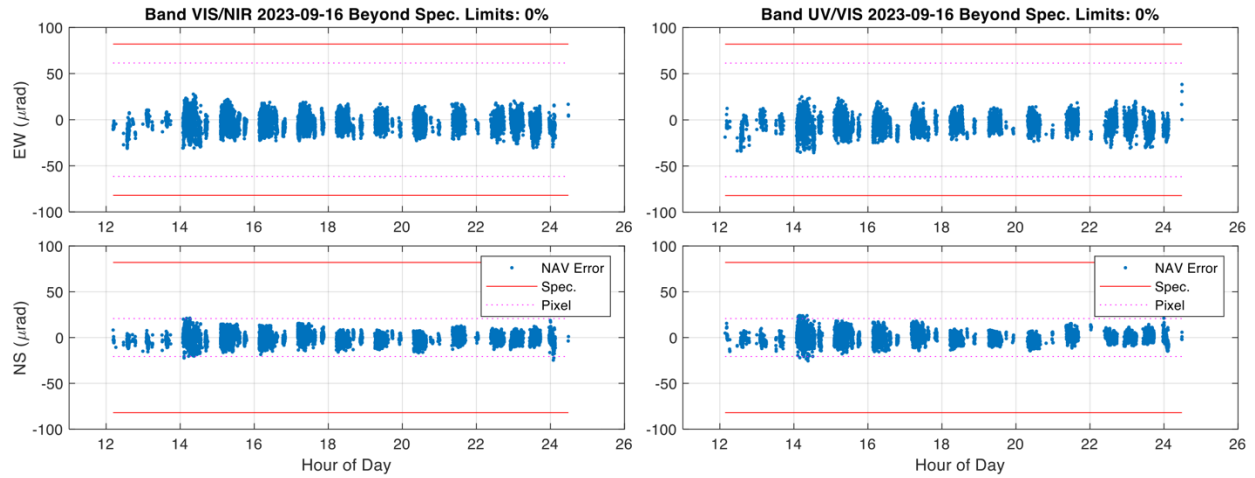 Band VIS/NIR 2023-09-16 Beyond Spec. Limits: 0%
100
50
0
-50
-100
EW (μrad)
12 14 16 18 20 22 24 26
Band UV/VIS 2023-09-16 Beyond Spec. Limits: 0%
100
50
0
-50
-100
12 14 16 18 20 22 24 26
100
50
0
-50
-100
NS (μrad)
NAV Error
Spec.
Pixel
12 14 16 18 20 22 24 26
Hour of Day
100
50
0
-50
-100
NAV Error
Spec.
Pixel
12 14 16 18 20 22 24 26
Hour of Day